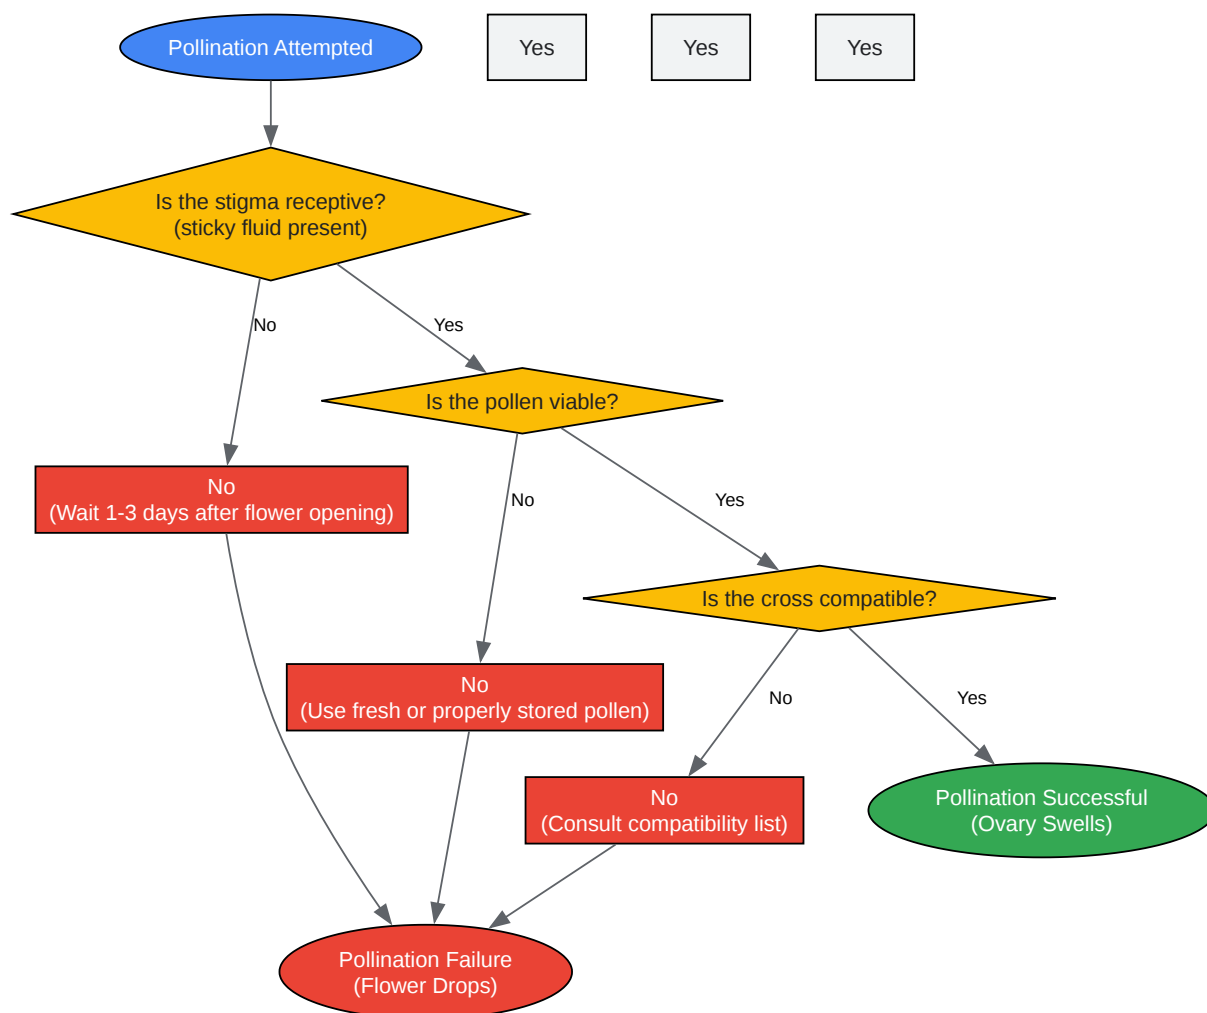 Pollination Attempted
Yes
Yes
Yes
Is the stigma receptive?
(sticky fluid present)
No
Yes
Is the pollen viable?
No
(Wait 1-3 days after flower opening)
No
Yes
Is the cross compatible?
No
(Use fresh or properly stored pollen)
No
Yes
No
(Consult compatibility list)
Pollination Successful
(Ovary Swells)
Pollination Failure
(Flower Drops)